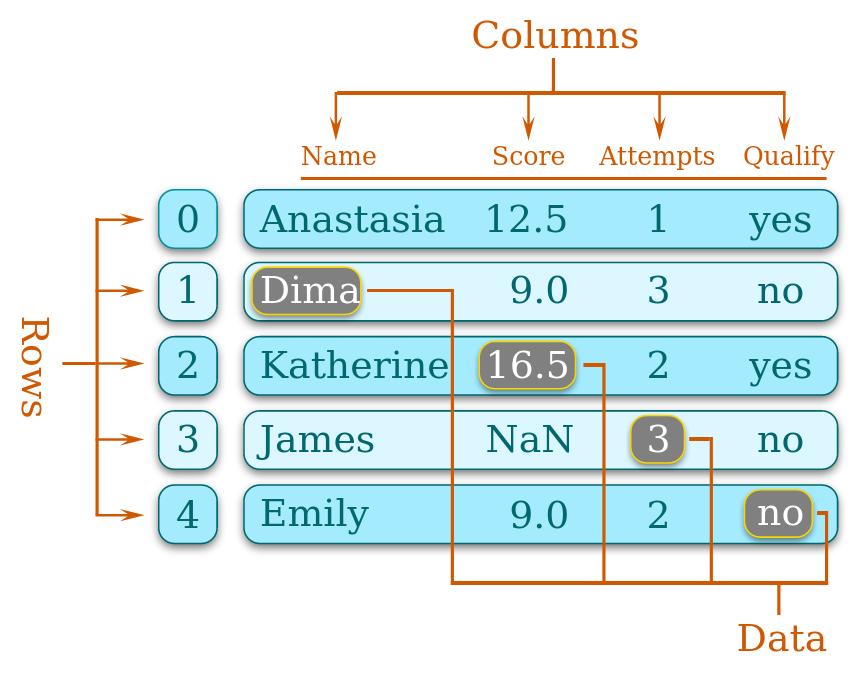 Columns
Name Score Attempts Qualify
0 Anastasia 12.5 1 yes
1 Dima 9.0 3 no
Rows
2 Katherine 16.5 2 yes
3 James NaN 3 no
4 Emily 9.0 2 no
Data